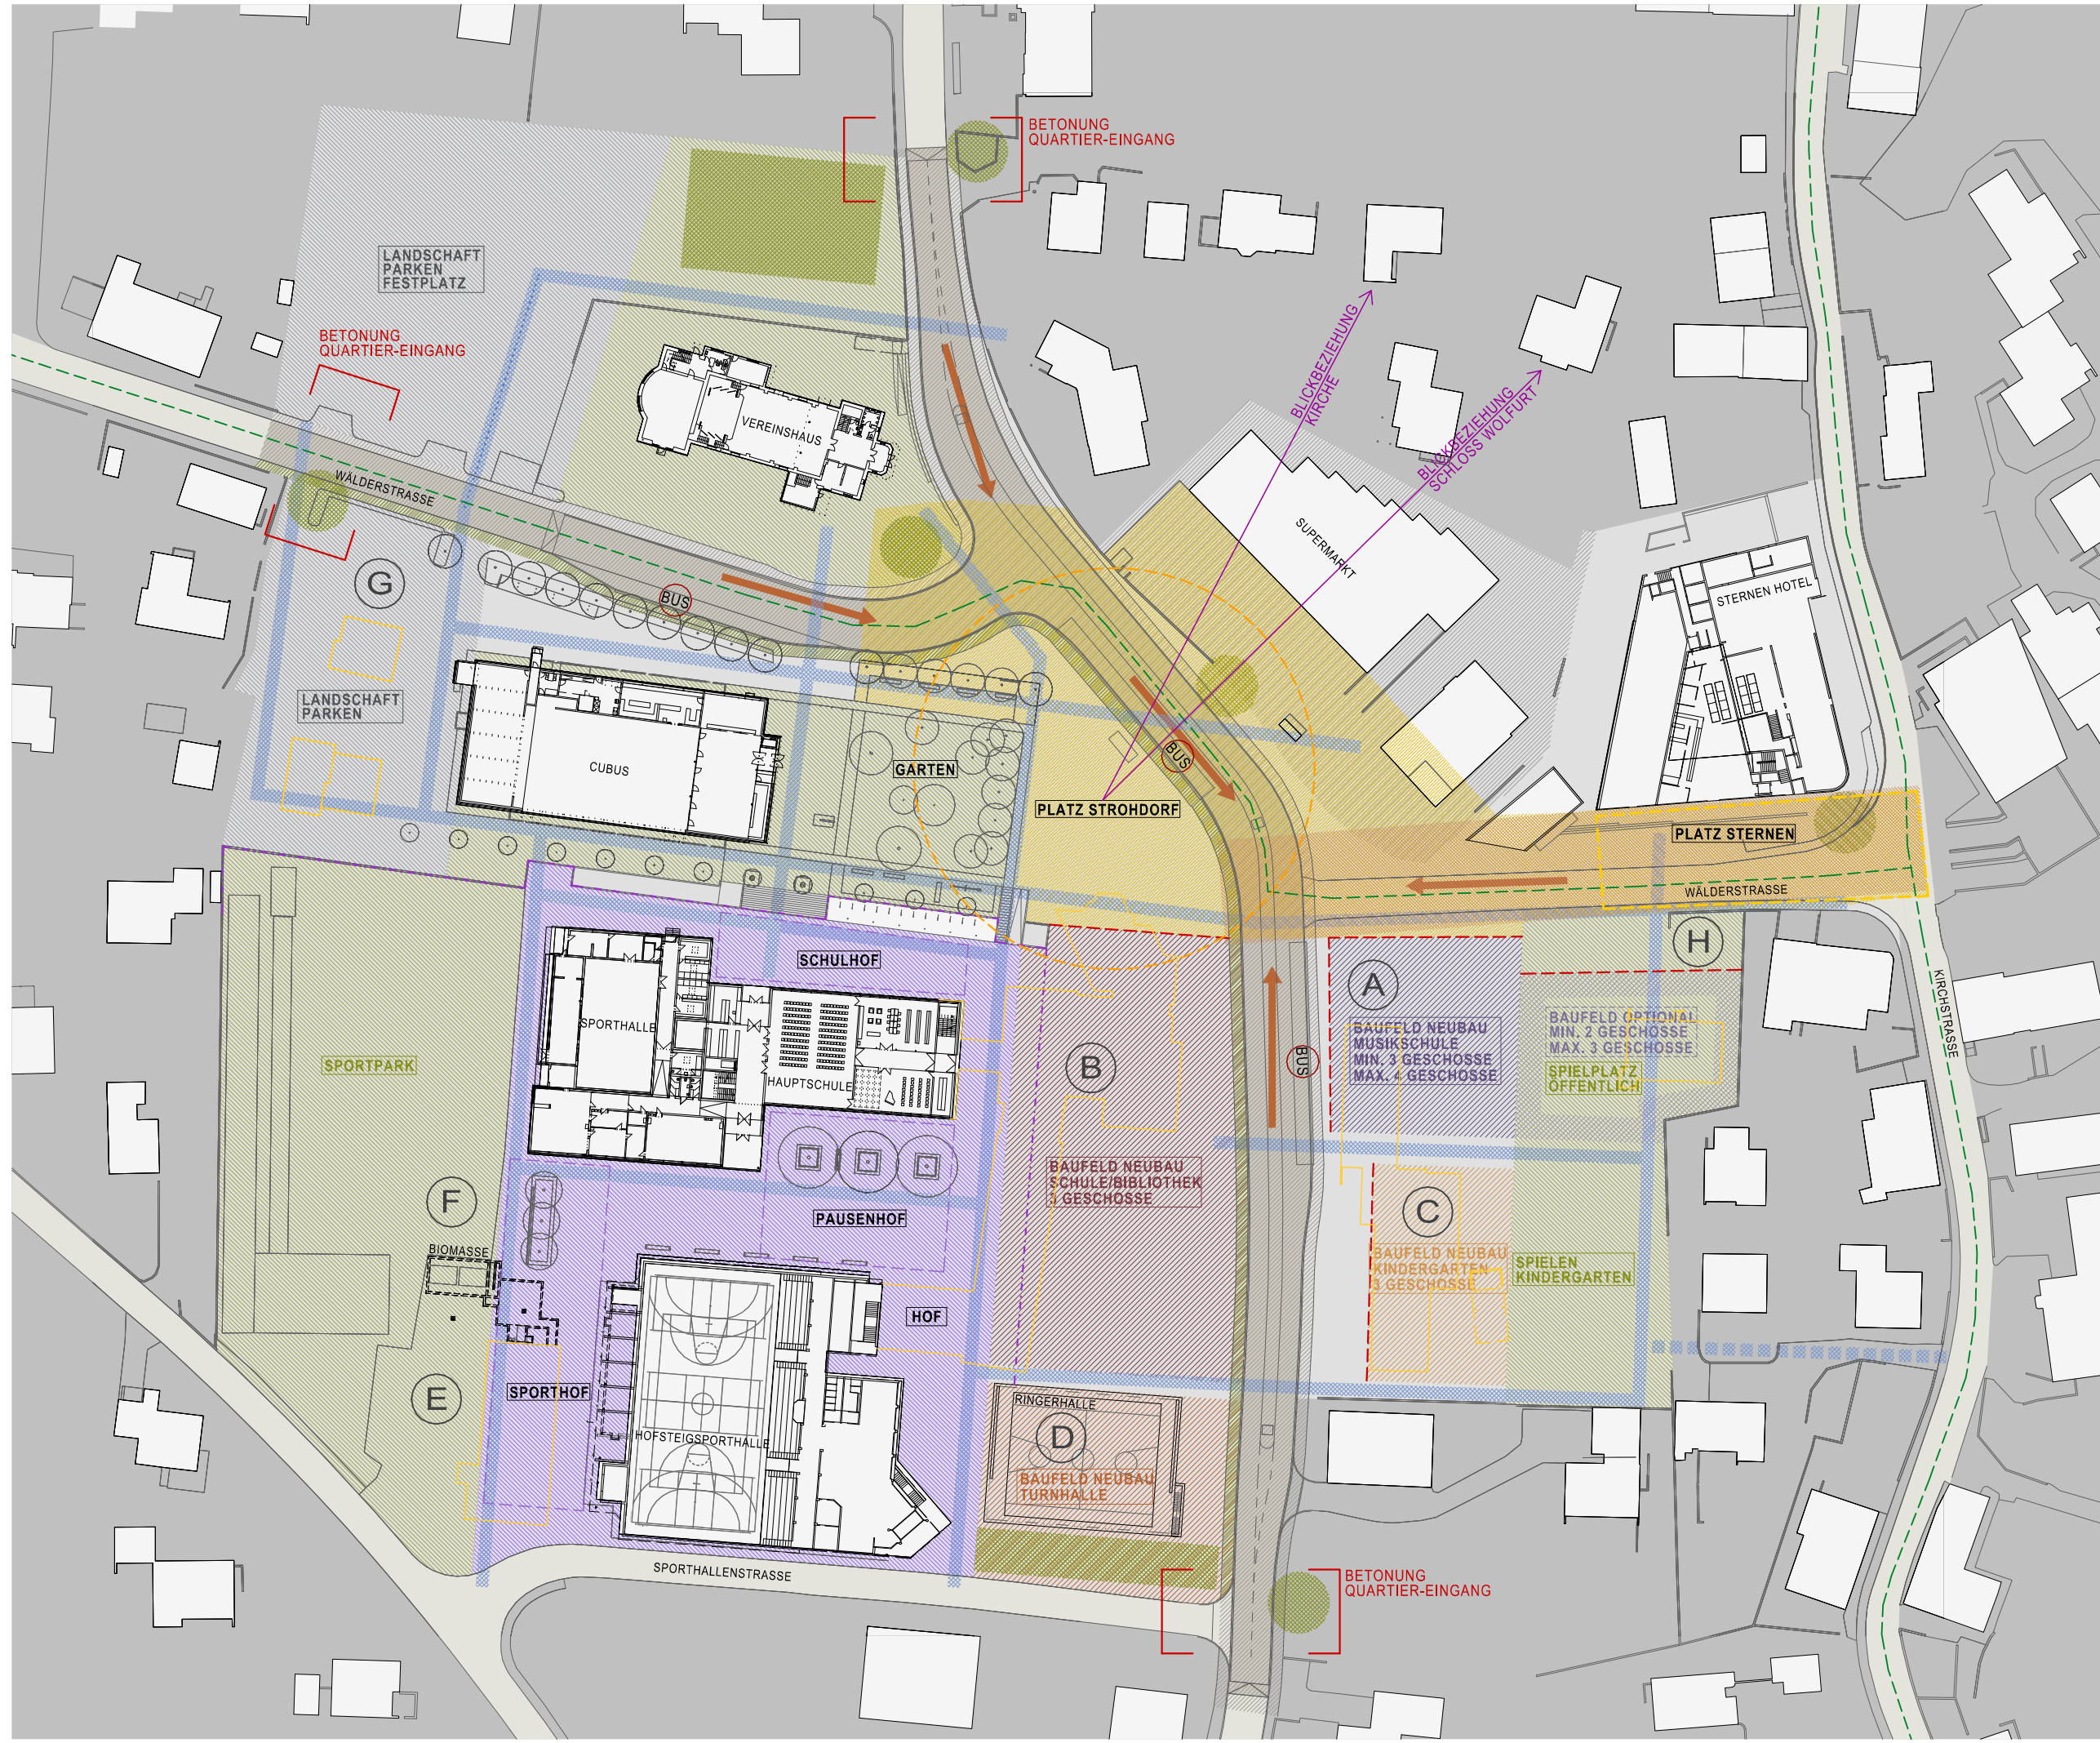 BETONUNG
QUARTIER-EINGANG
LANDSCHAFT
PARKEN
FESTPLATZ
BETONUNG
QUARTIER-EINGANG
BLICKBEZIEHUNG
KIRCHE
BLICKBEZIEHUNG
SCHLOSS WOLFURT
VEREINSHAUS
WÄLDERSTRASSE
SUPERMARKT
STERNEN HOTEL
G
BUS
LANDSCHAFT
PARKEN
CUBUS
GARTEN
BUS
PLATZ STROHDORF
PLATZ STERNEN
WÄLDERSTRASSE
H
KIRCHSTRASSE
SCHULHOF
A
SPORTHALLE
BAUFELD NEUBAU
MUSIKSCHULE
MIN. 3 GESCHOSSE
MAX. 4 GESCHOSSE
BAUFELD OPTIONAL
MIN. 2 GESCHOSSE
MAX. 3 GESCHOSSE
SPIELPLATZ
ÖFFENTLICH
SPORTPARK
HAUPTSCHULE
B
BUS
BAUFELD NEUBAU
SCHULE/BIBLIOTHEK
3 GESCHOSSE
F
PAUSENHOF
C
BIOMASSE
BAUFELD NEUBAU
KINDERGARTEN
3 GESCHOSSE
SPIELEN
KINDERGARTEN
HOF
E
SPORTHOF
RINGERHALLE
HOFSTEIGSPORTHALLE
D
BAUFELD NEUBAU
TURNHALLE
SPORTHALLENSTRASSE
BETONUNG
QUARTIER-EINGANG